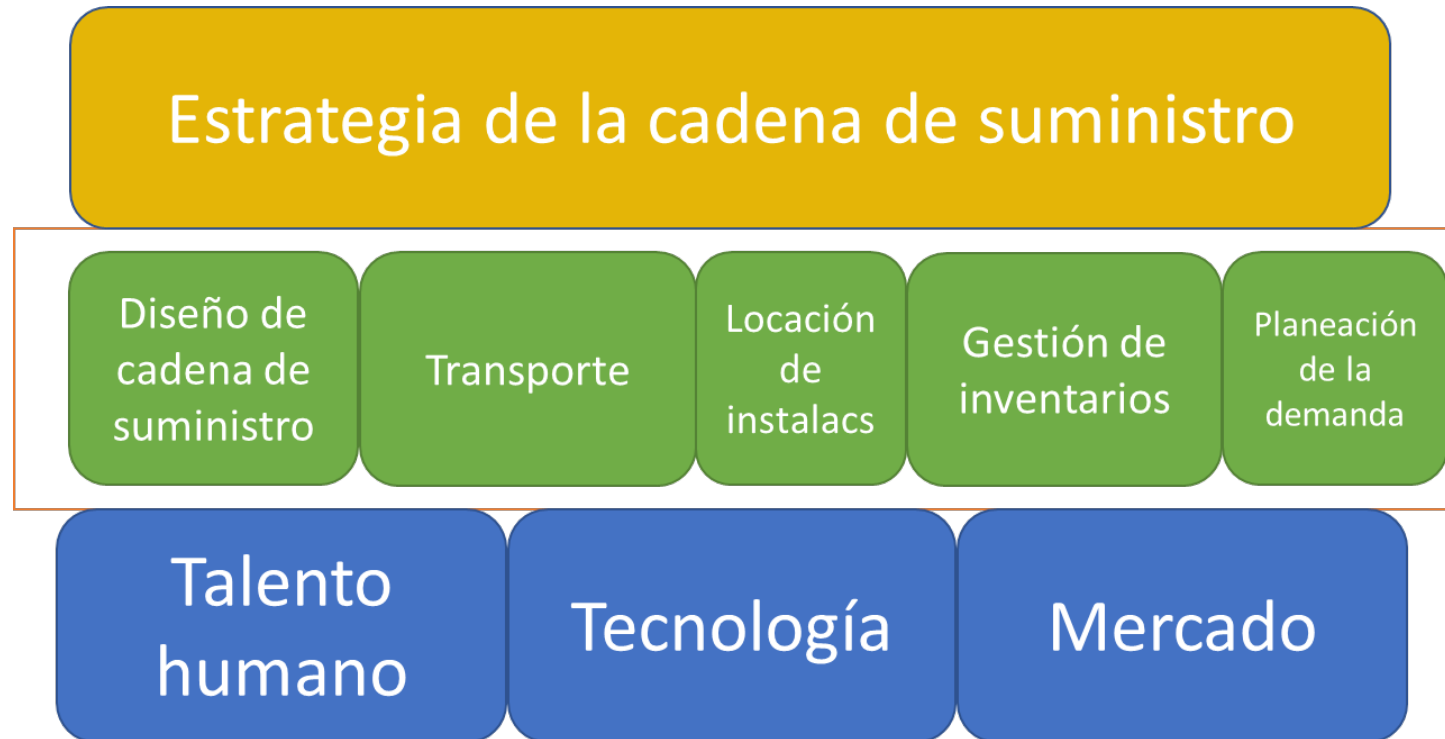 Estrategia de la cadena de suministro
Diseño de
cadena de
suministro
Transporte
Locación
de
instalacs
Gestión de
inventarios
Planeación
de la
demanda
Talento
humano
Tecnología
Mercado